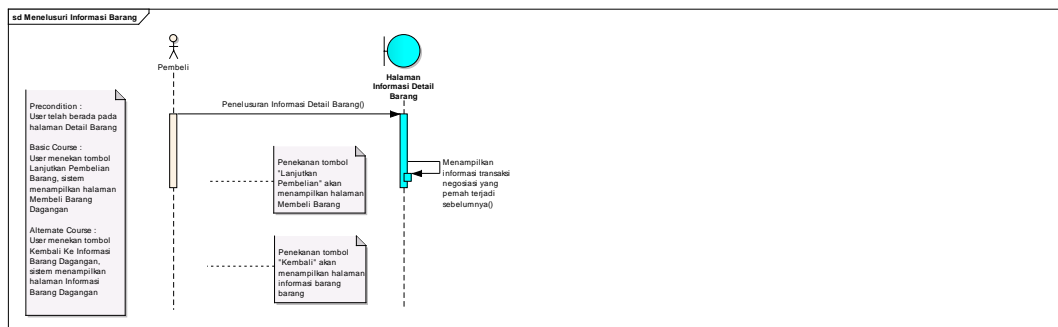 sd Menelusuri Informasi Barang
Pembeli
Halaman
Informasi Detail
Barang
Precondition :
User telah berada pada
halaman Detail Barang
Basic Course :
User menekan tombol
Lanjutkan Pembelian
Barang, sistem
menampilkan halaman
Membeli Barang
Dagangan
Alternate Course :
User menekan tombol
Kembali Ke Informasi
Barang Dagangan,
sistem menampilkan
halaman Informasi
Barang Dagangan
Penelusuran Informasi Detail Barang()
Penekanan tombol
"Lanjutkan
Pembelian" akan
menampilkan halaman
Membeli Barang
Menampilkan
informasi transaksi
negosiasi yang
pernah terjadi
sebelumnya()
Penekanan tombol
"Kembali" akan
menampilkan halaman
informasi barang
barang